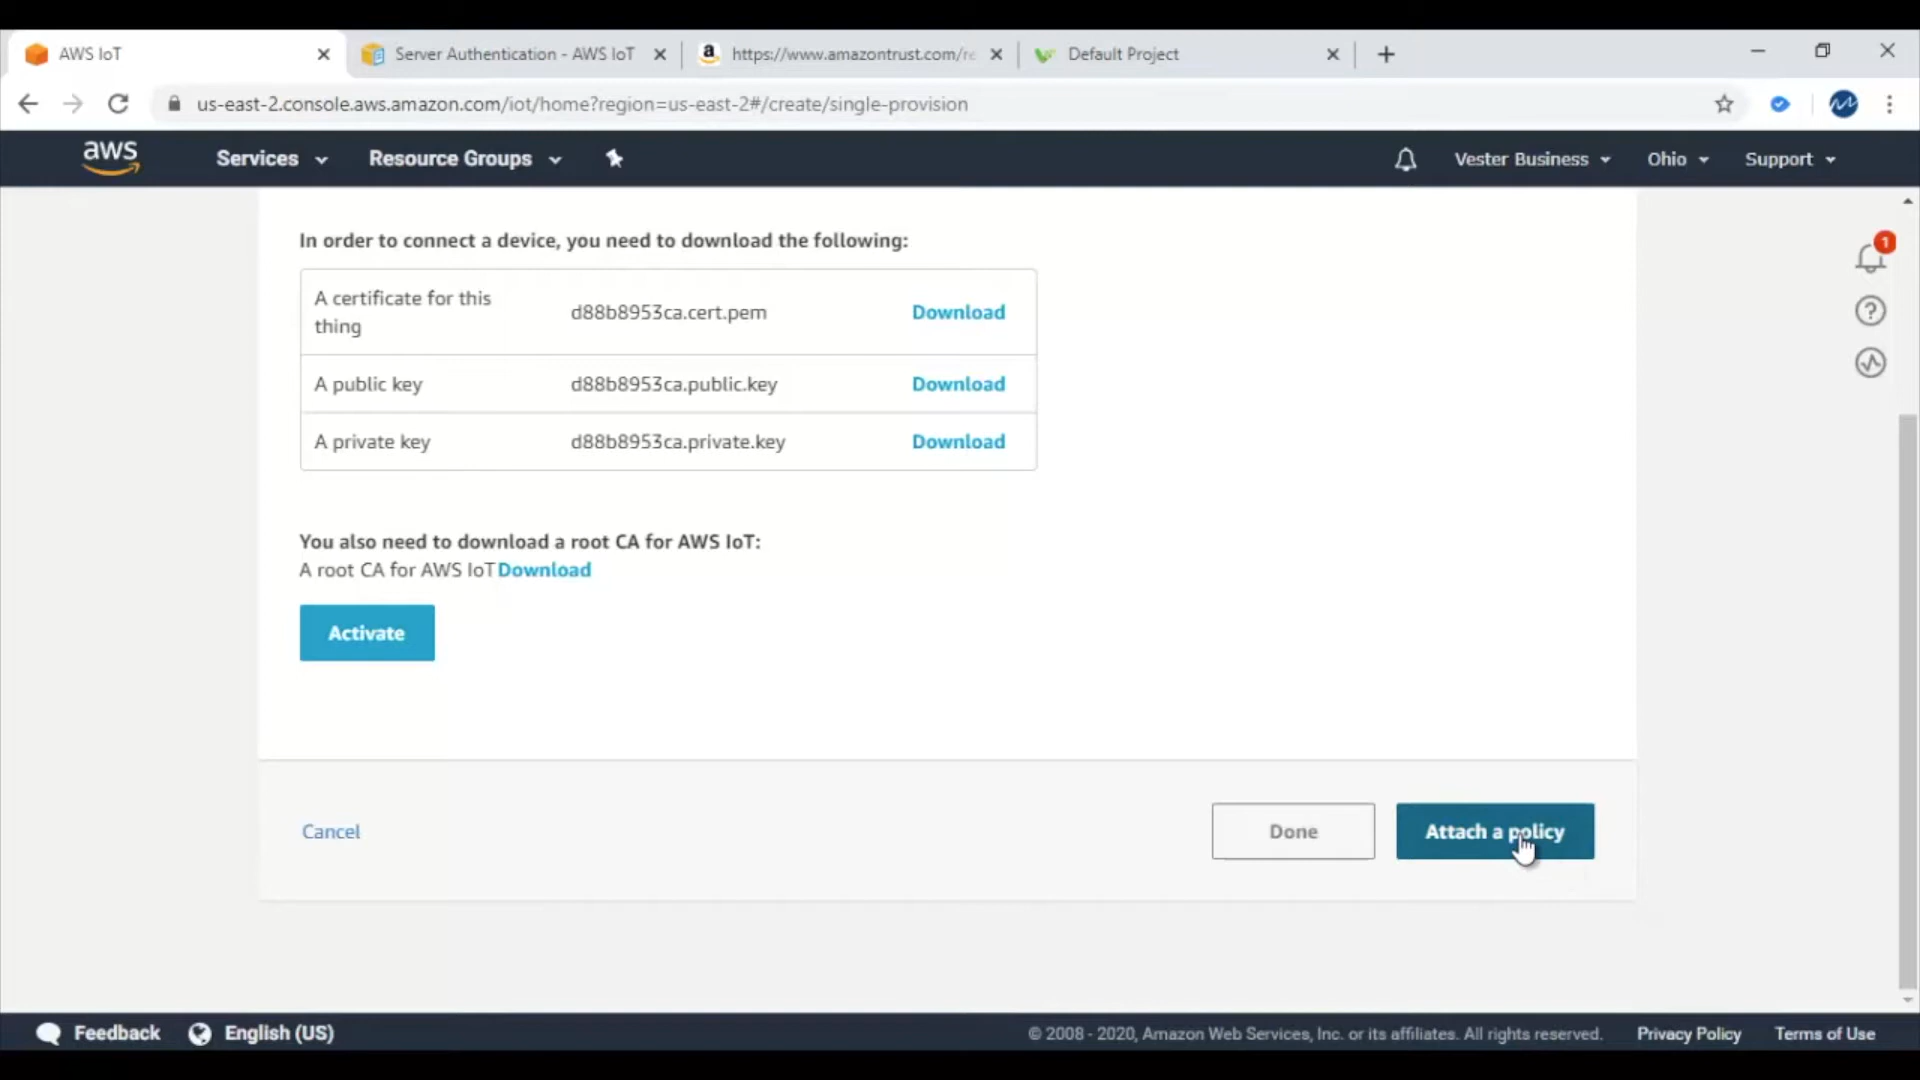 AWS IoT
Server Authentication - AWS IoT
https://www.amazontrust.com/re
Default Project
us-east-2.console.aws.amazon.com/iot/home?region=us-east-2#/create/single-provision
aws
Services
Resource Groups
Vester Business
Ohio
Support
1
In order to connect a device, you need to download the following:
A certificate for this
thing
d88b8953ca.cert.pem
Download
A public key
d88b8953ca.public.key
Download
A private key
d88b8953ca.private.key
Download
You also need to download a root CA for AWS IoT:
A root CA for AWS IoT Download
Activate
Cancel
Done
Attach a policy
Feedback
English (US)
© 2008 - 2020, Amazon Web Services, Inc. or its affiliates. All rights reserved.
Privacy Policy
Terms of Use